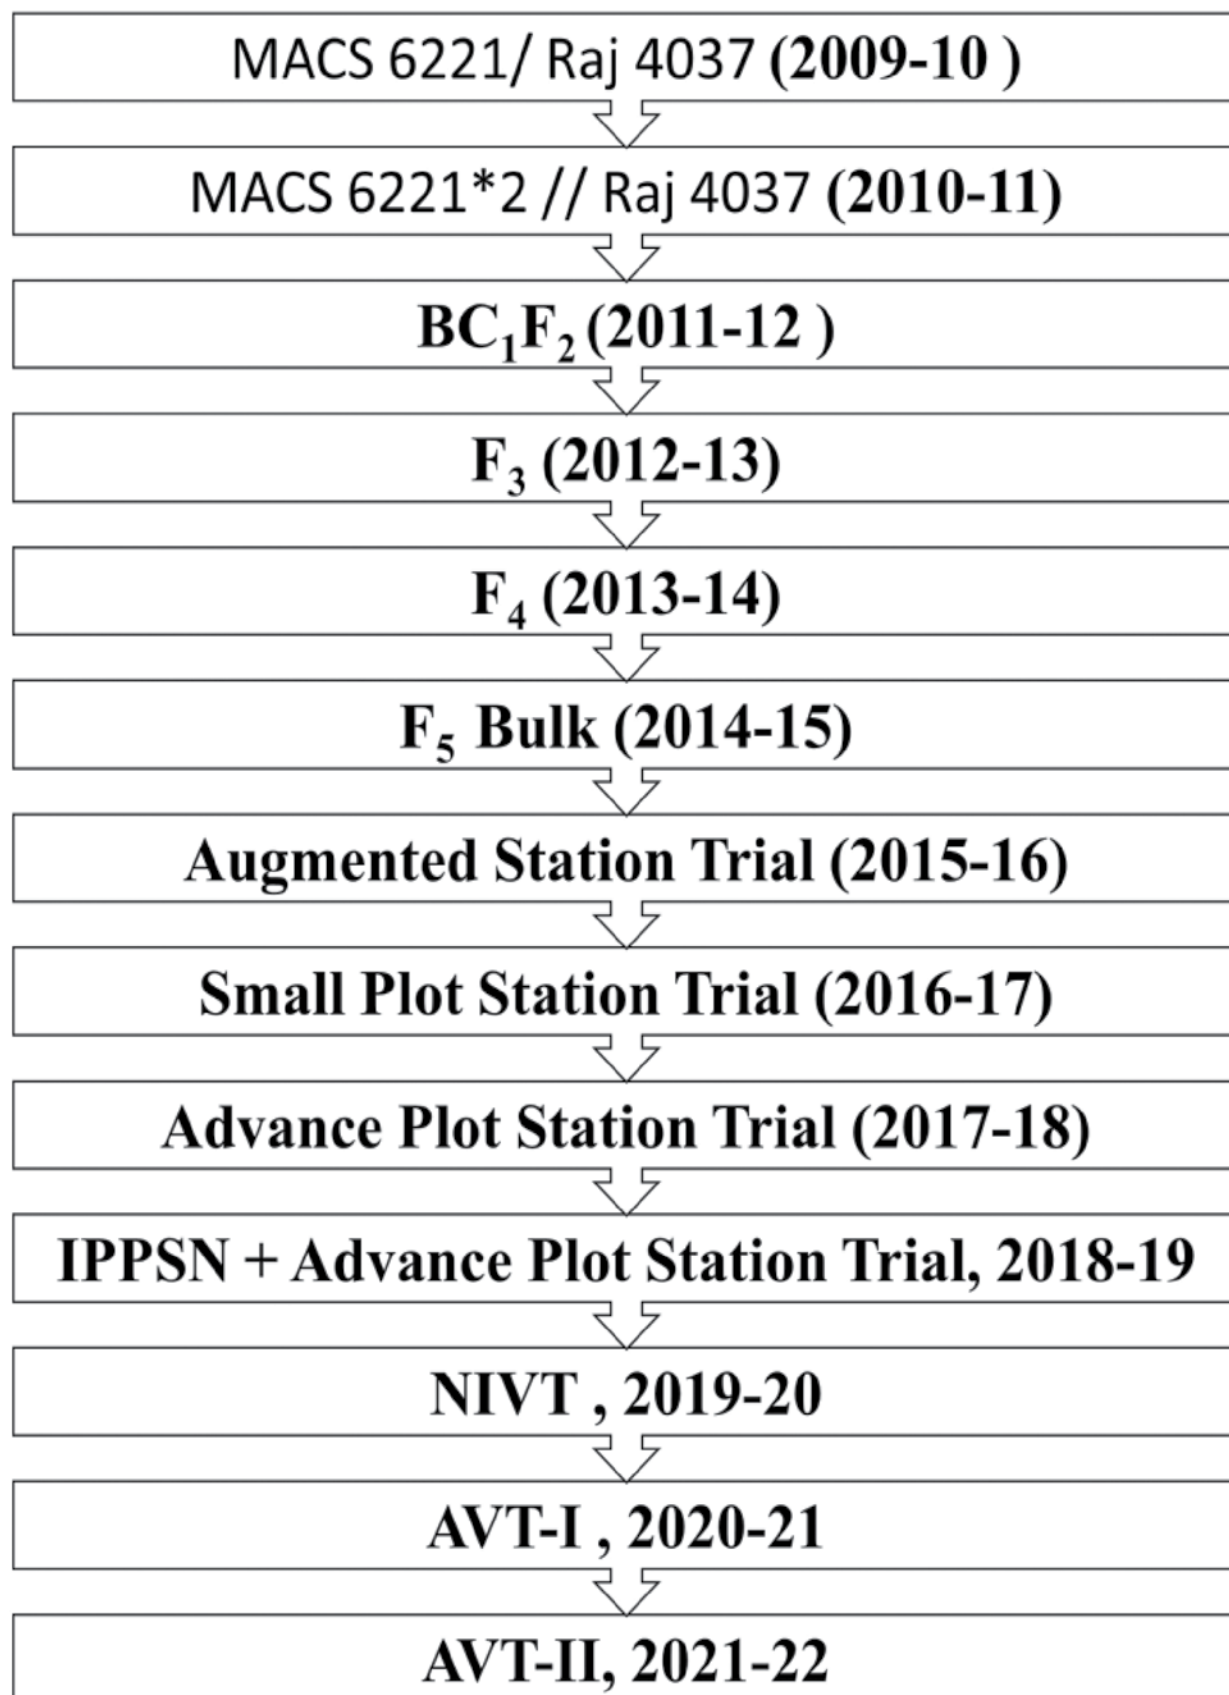 MACS 6221/ Raj 4037 (2009-10 )
MACS 6221*2 // Raj 4037 (2010-11)
BC₁F₂ (2011-12 )
F₃ (2012-13)
F₄ (2013-14)
F₅ Bulk (2014-15)
Augmented Station Trial (2015-16)
Small Plot Station Trial (2016-17)
Advance Plot Station Trial (2017-18)
IPPSN + Advance Plot Station Trial, 2018-19
NIVT , 2019-20
AVT-I , 2020-21
AVT-II, 2021-22